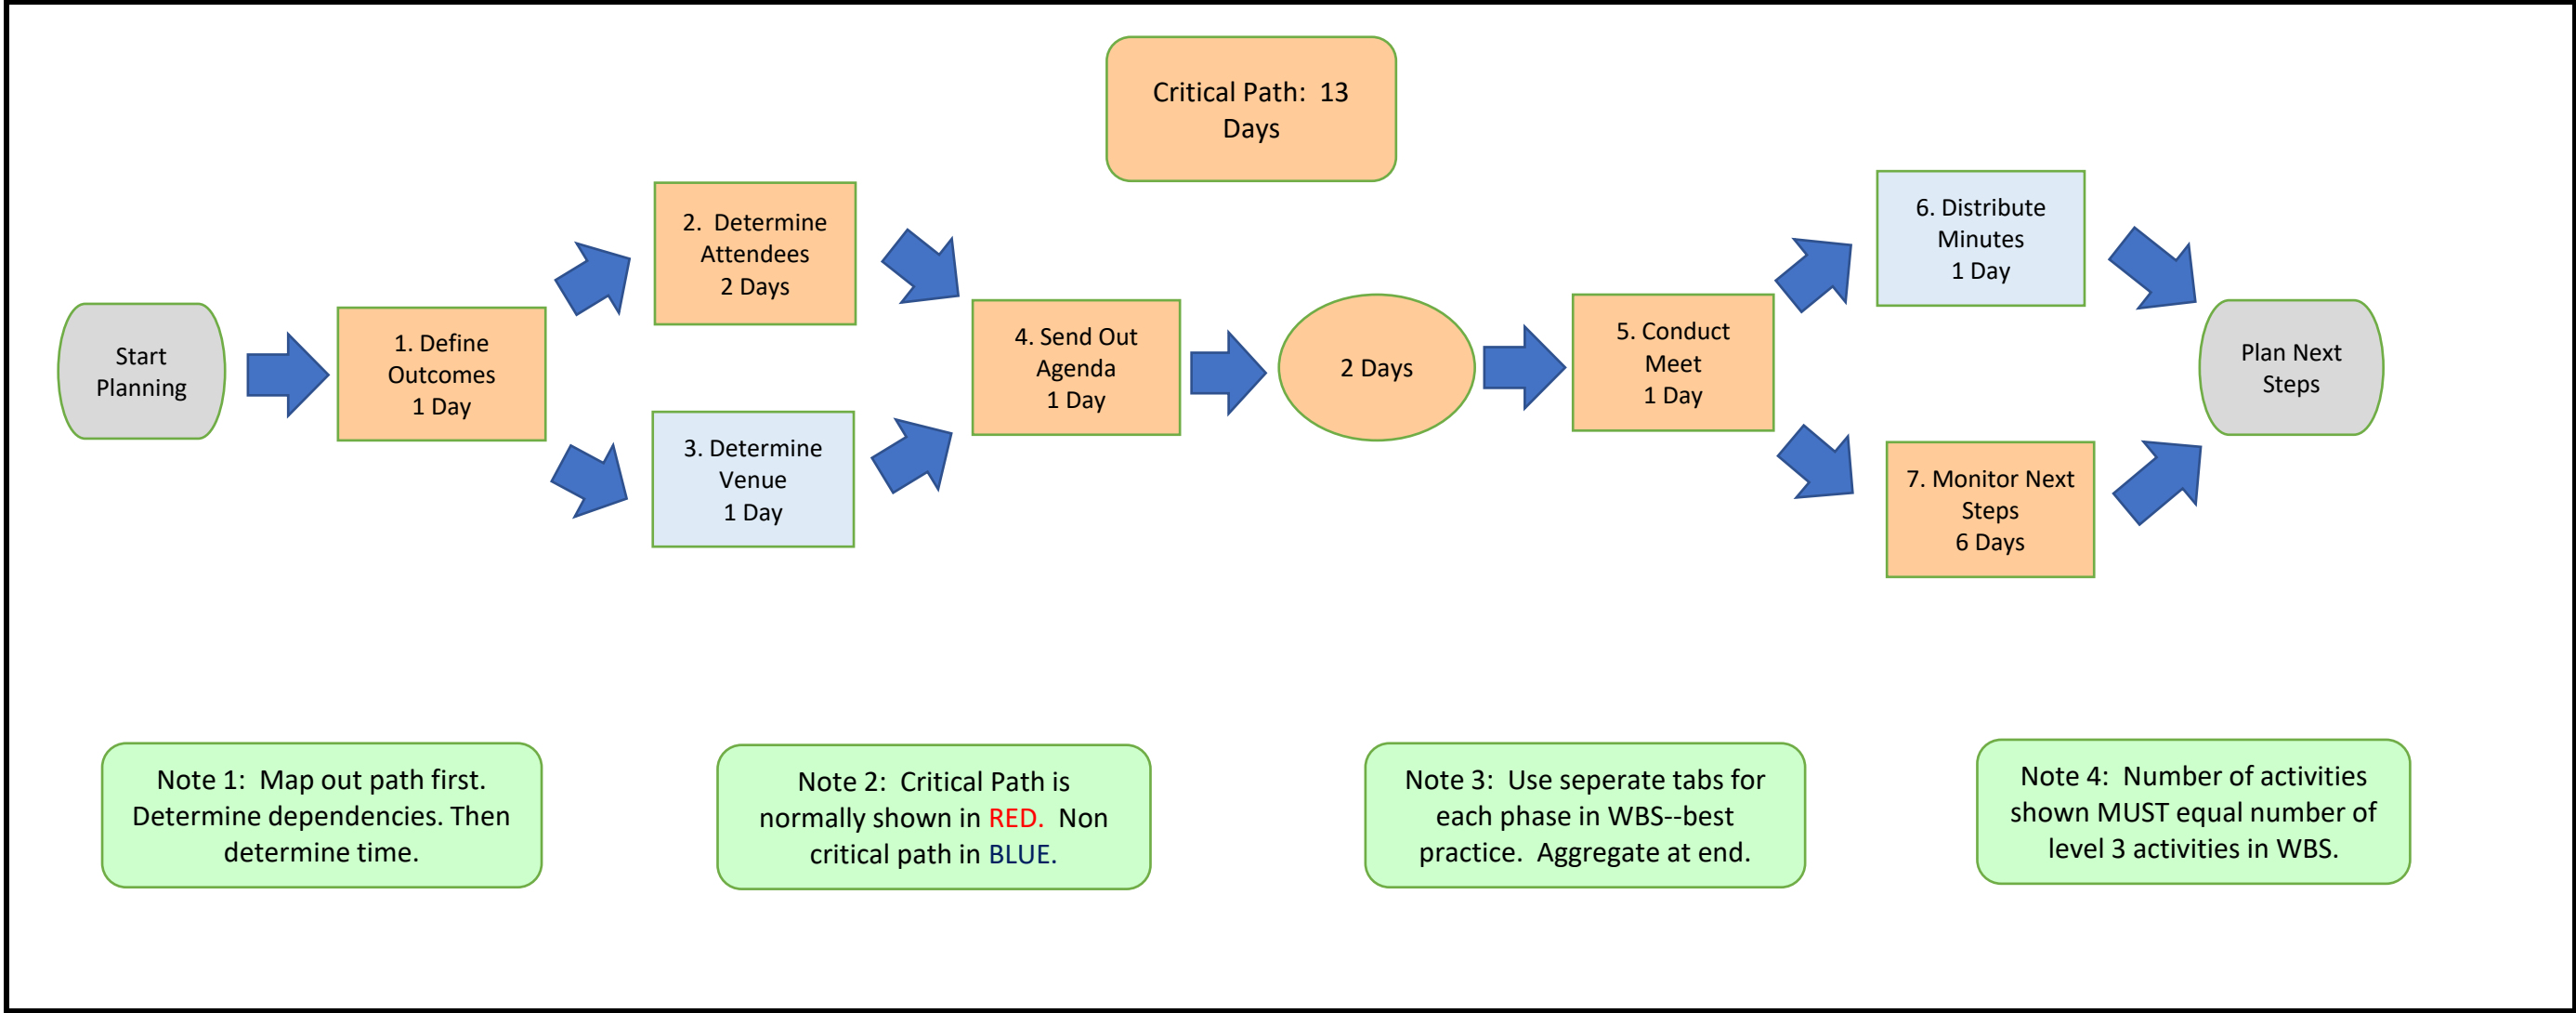 Critical Path:  13
Days
Start
Planning
1. Define
Outcomes
1 Day
2.  Determine
Attendees
2 Days
3. Determine
Venue
1 Day
4. Send Out
Agenda
1 Day
2 Days
5. Conduct
Meet
1 Day
6. Distribute
Minutes
1 Day
7. Monitor Next
Steps
6 Days
Plan Next
Steps
Note 1:  Map out path first.
Determine dependencies. Then
determine time.
Note 2:  Critical Path is
normally shown in RED.  Non
critical path in BLUE.
Note 3:  Use seperate tabs for
each phase in WBS--best
practice.  Aggregate at end.
Note 4:  Number of activities
shown MUST equal number of
level 3 activities in WBS.